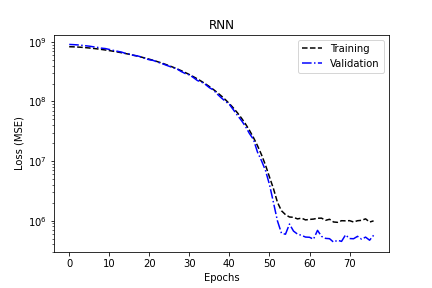 RNN
Training
Validation
Loss (MSE)
10⁹
10⁸
10⁷
10⁶
0 10 20 30 40 50 60 70
Epochs